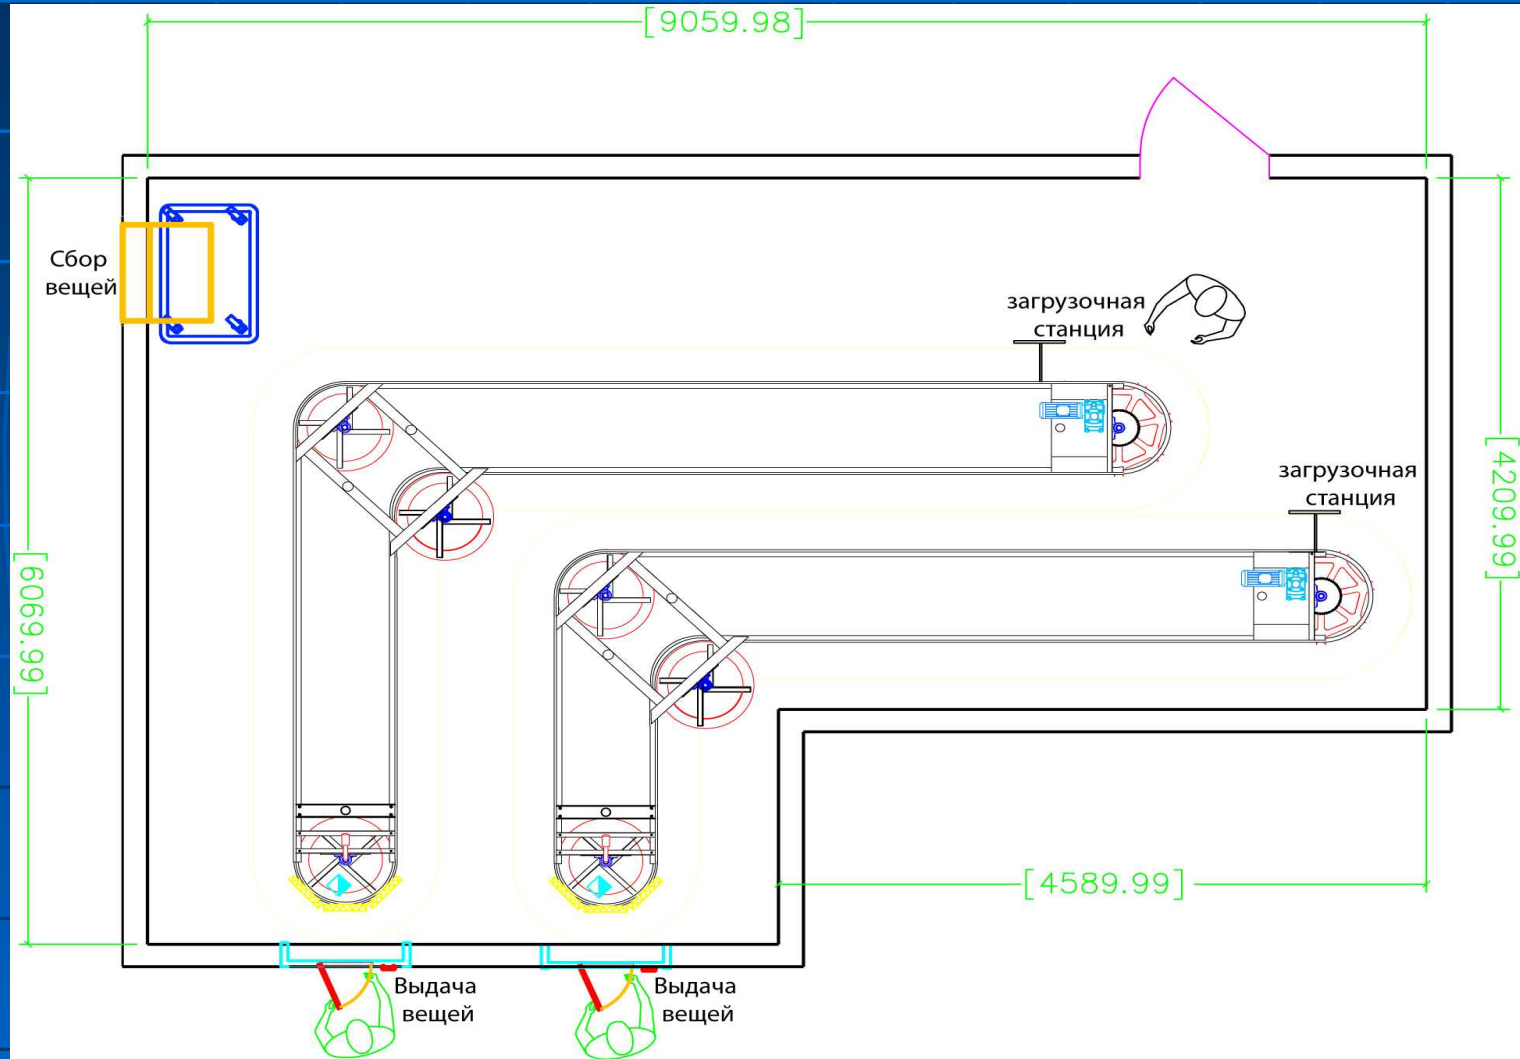 [9059.98]
Сбор
вещей
загрузочная
станция
загрузочная
станция
[4209.99]
[6069.99]
[4589.99]
Выдача
вещей
Выдача
вещей